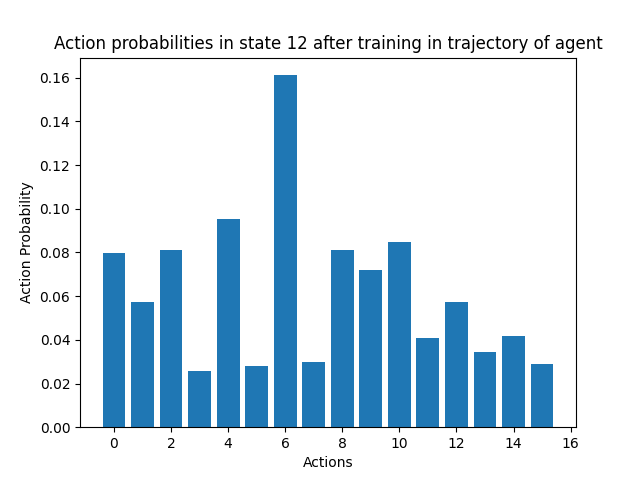 Action probabilities in state 12 after training in trajectory of agent
0.16
0.14
0.12
0.10
0.08
0.06
0.04
0.02
0.00
Action Probability
0 2 4 6 8 10 12 14 16
Actions